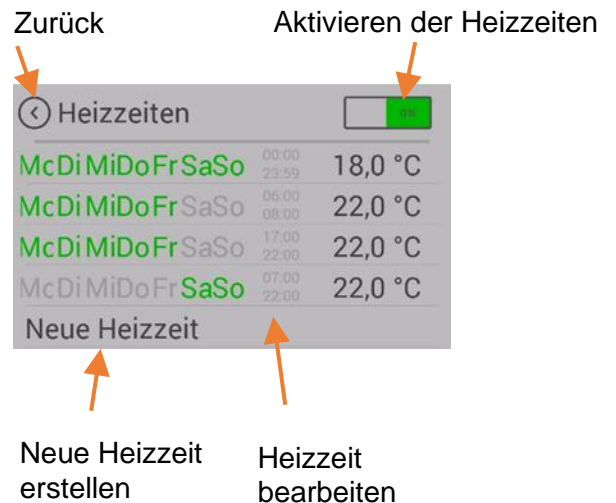 Zurück
Aktivieren der Heizzeiten
Heizzeiten ON
McDiMiDoFrSaSo 00:00 23:59 18,0 °C
McDiMiDoFrSaSo 06:00 08:00 22,0 °C
McDiMiDoFrSaSo 17:00 22:00 22,0 °C
McDiMiDoFrSaSo 07:00 22:00 22,0 °C
Neue Heizzeit
Neue Heizzeit
erstellen
Heizzeit
bearbeiten